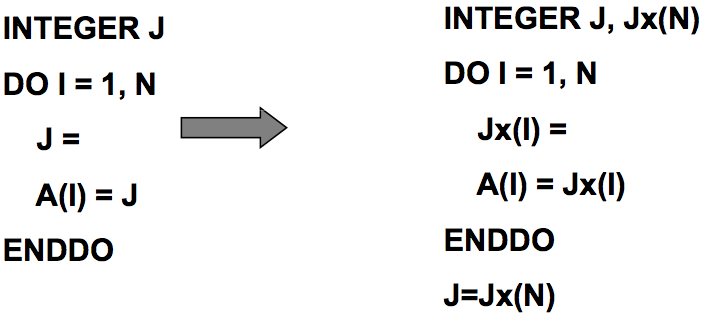 INTEGER J
DO I = 1, N
J =
A(I) = J
ENDDO
INTEGER J, Jx(N)
DO I = 1, N
Jx(I) =
A(I) = Jx(I)
ENDDO
J=Jx(N)